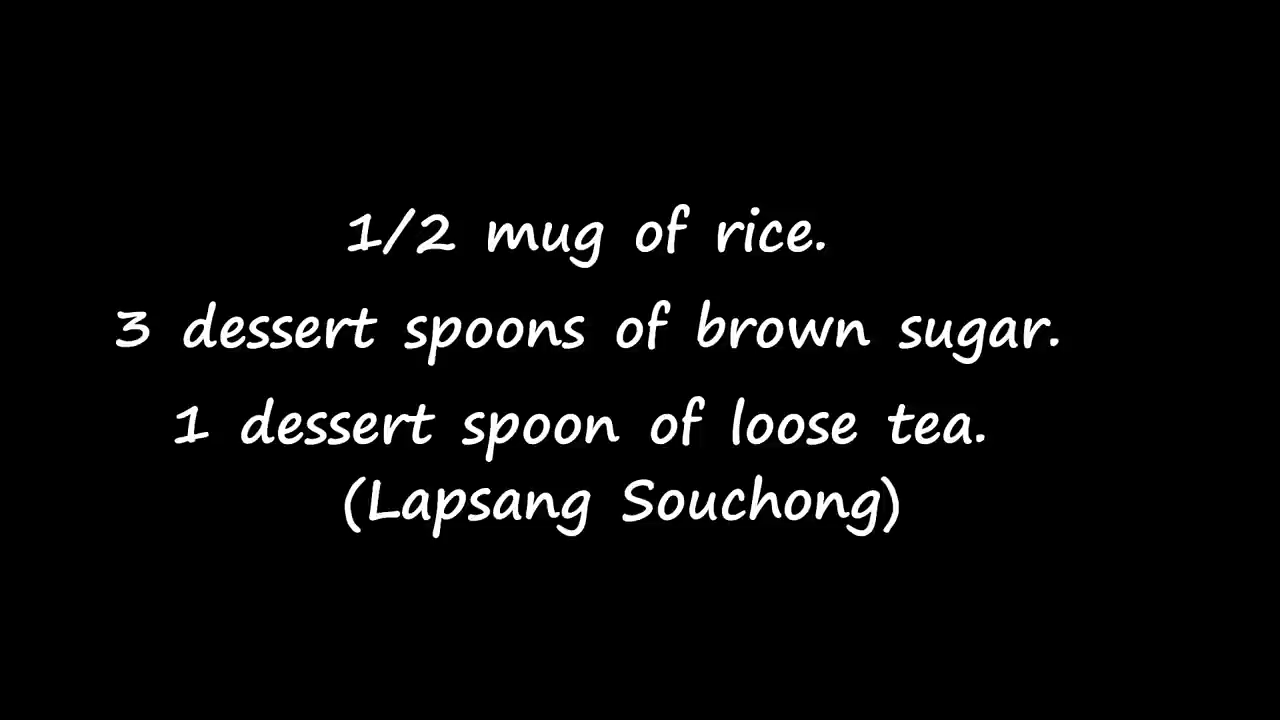 1/2 mug of rice.
3 dessert spoons of brown sugar.
1 dessert spoon of loose tea.
(Lapsang Souchong)